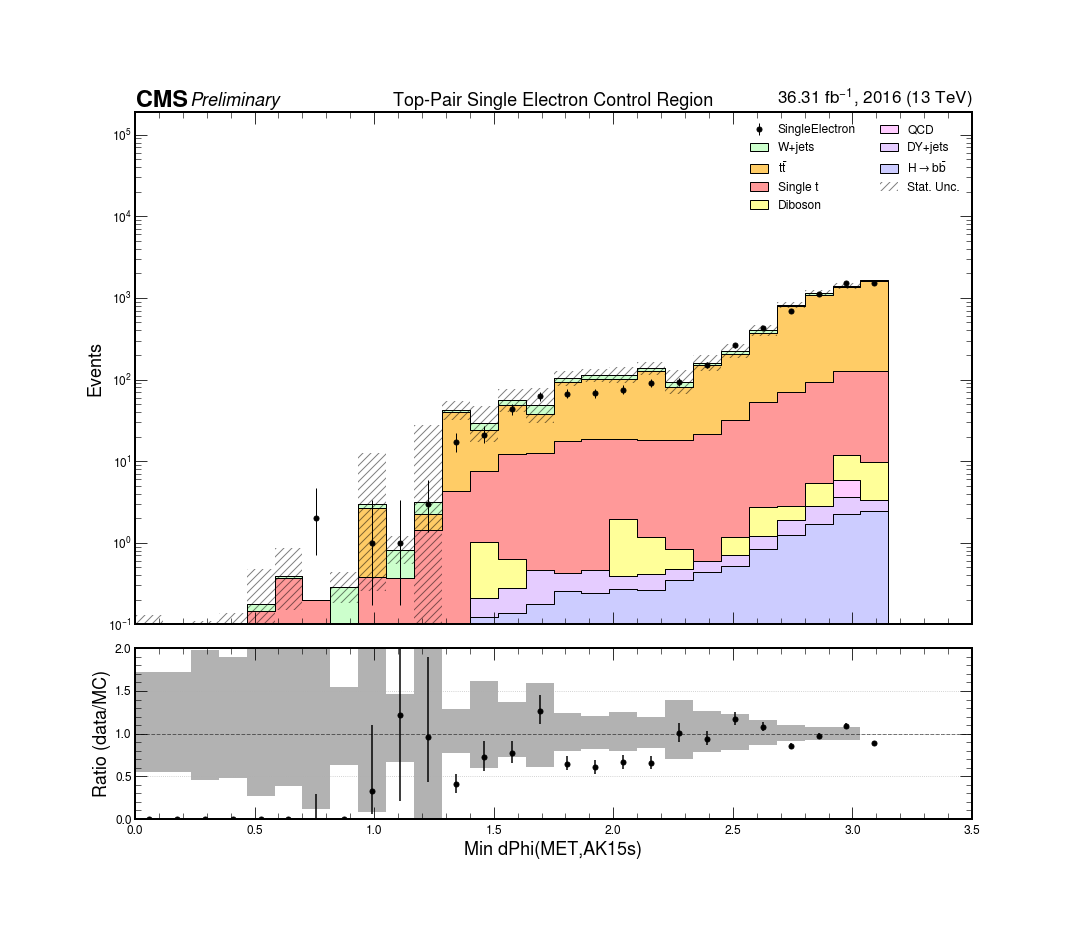 CMS Preliminary Top-Pair Single Electron Control Region 36.31 fb⁻¹, 2016 (13 TeV)
SingleElectron
W+jets
tt̄
Single t
Diboson
QCD
DY+jets
H→bb̄
Stat. Unc.
Events
10⁵
10⁴
10³
10²
10¹
10⁰
10⁻¹
Ratio (data/MC)
2.0
1.5
1.0
0.5
0.0
0.0 0.5 1.0 1.5 2.0 2.5 3.0 3.5
Min dPhi(MET,AK15s)